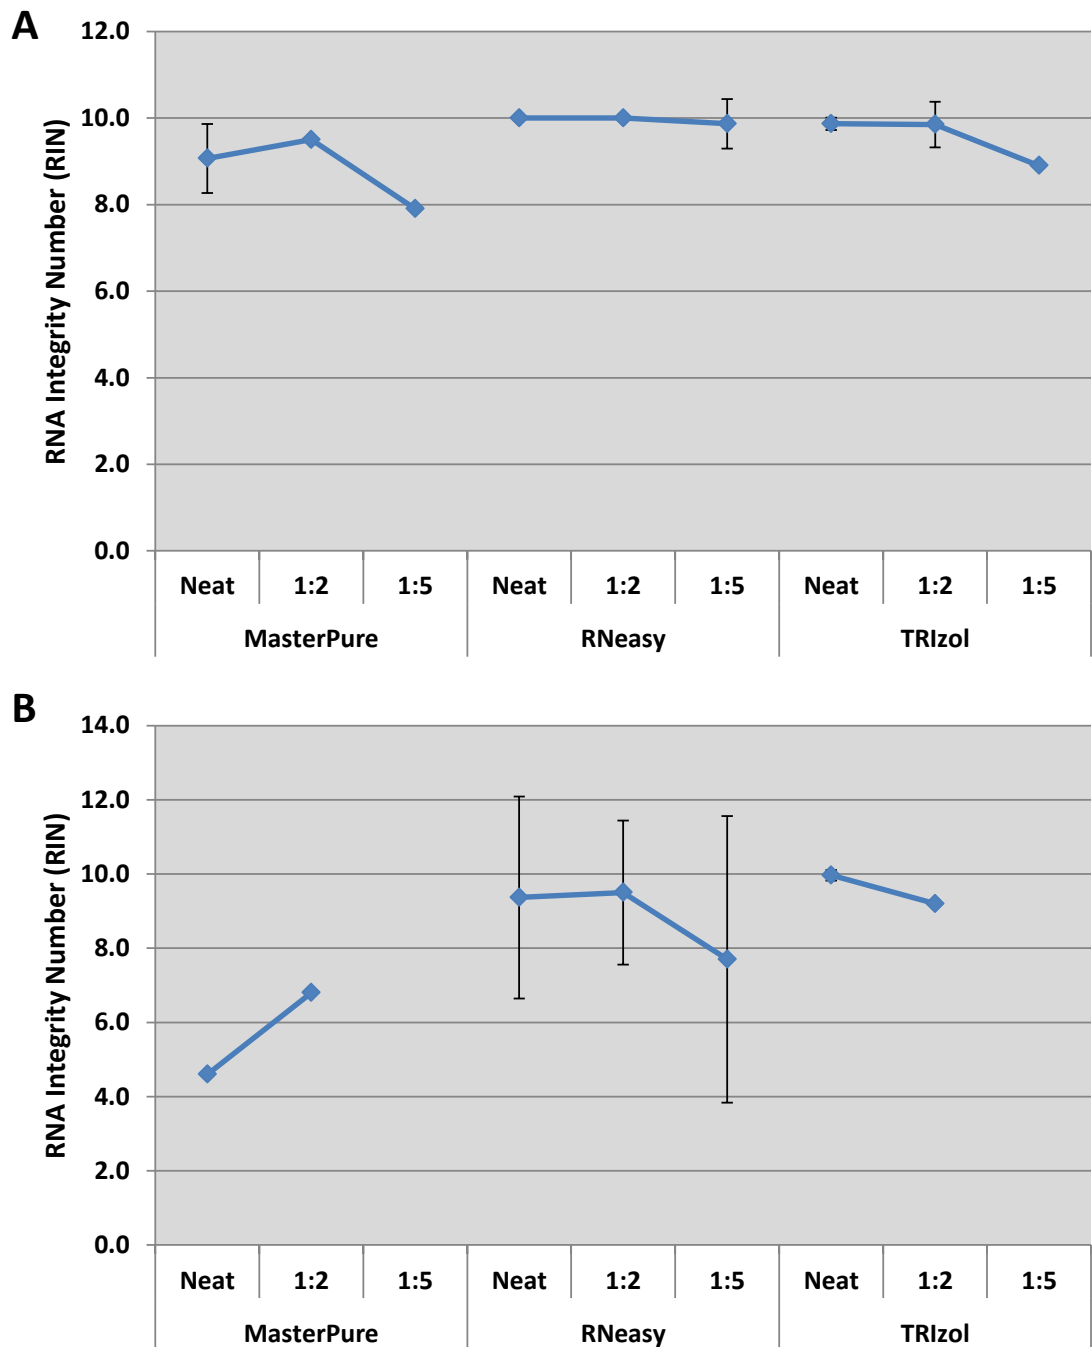 A
RNA Integrity Number (RIN)
12.0
10.0
8.0
6.0
4.0
2.0
0.0
Neat 1:2 1:5 Neat 1:2 1:5 Neat 1:2 1:5
MasterPure RNeasy TRIzol
B
RNA Integrity Number (RIN)
14.0
12.0
10.0
8.0
6.0
4.0
2.0
0.0
Neat 1:2 1:5 Neat 1:2 1:5 Neat 1:2 1:5
MasterPure RNeasy TRIzol